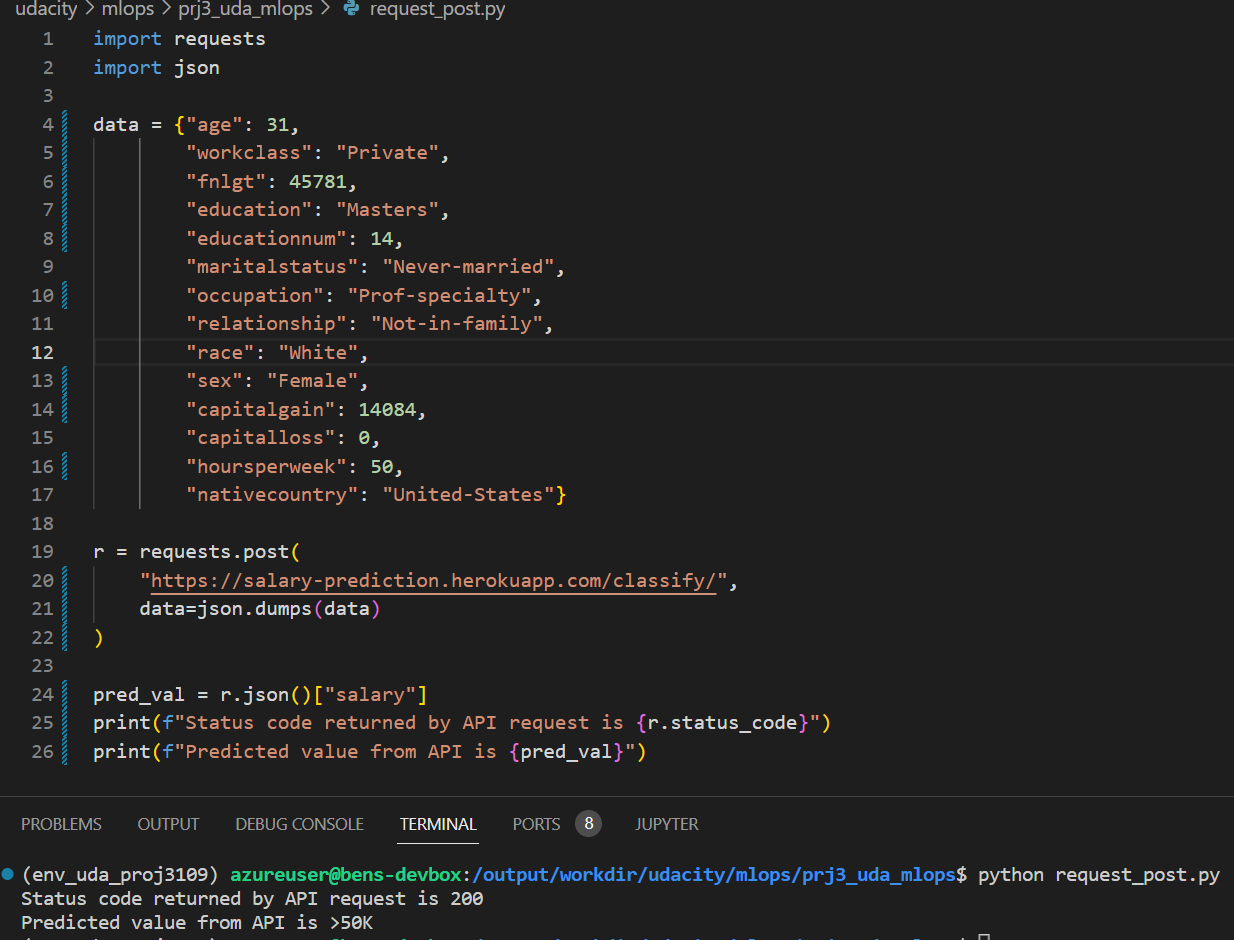 udacity > mlops > prj3_uda_mlops > request_post.py
1 import requests
2 import json
3
4 data = {"age": 31,
5 "workclass": "Private",
6 "fnlgt": 45781,
7 "education": "Masters",
8 "educationnum": 14,
9 "maritalstatus": "Never-married",
10 "occupation": "Prof-specialty",
11 "relationship": "Not-in-family",
12 "race": "White",
13 "sex": "Female",
14 "capitalgain": 14084,
15 "capitalloss": 0,
16 "hoursperweek": 50,
17 "nativecountry": "United-States"}
18
19 r = requests.post(
20 "https://salary-prediction.herokuapp.com/classify/",
21 data=json.dumps(data)
22 )
23
24 pred_val = r.json()["salary"]
25 print(f"Status code returned by API request is {r.status_code}")
26 print(f"Predicted value from API is {pred_val}")
PROBLEMS OUTPUT DEBUG CONSOLE TERMINAL PORTS 8 JUPYTER
(env_uda_proj3109) azureuser@bens-devbox:/output/workdir/udacity/mlops/prj3_uda_mlops$ python request_post.py
Status code returned by API request is 200
Predicted value from API is >50K